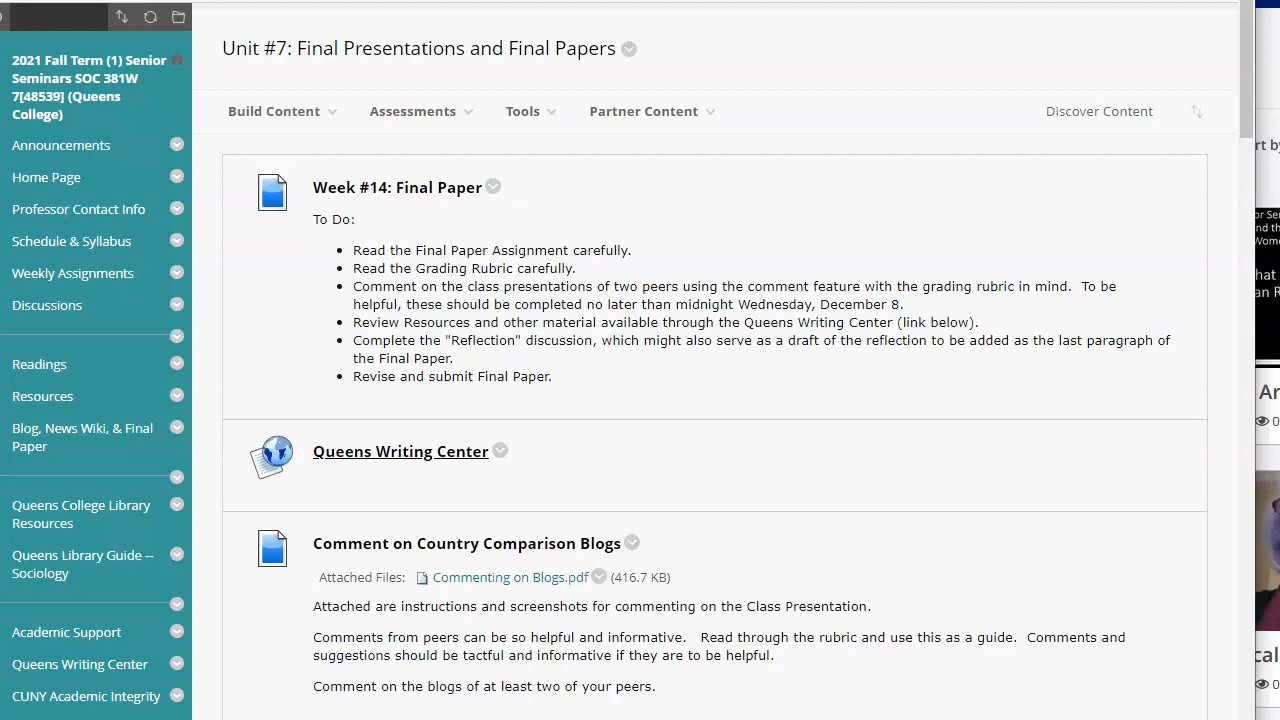 2021 Fall Term (1) Senior
Seminars SOC 381W
7[48539] (Queens
College)
Announcements
Home Page
Professor Contact Info
Schedule & Syllabus
Weekly Assignments
Discussions
Readings
Resources
Blog, News Wiki, & Final
Paper
Queens College Library
Resources
Queens Library Guide --
Sociology
Academic Support
Queens Writing Center
CUNY Academic Integrity
Unit #7: Final Presentations and Final Papers
Build Content
Assessments
Tools
Partner Content
Discover Content
Week #14: Final Paper
To Do:
Read the Final Paper Assignment carefully.
Read the Grading Rubric carefully.
Comment on the class presentations of two peers using the comment feature with the grading rubric in mind. To be
helpful, these should be completed no later than midnight Wednesday, December 8.
Review Resources and other material available through the Queens Writing Center (link below).
Complete the "Reflection" discussion, which might also serve as a draft of the reflection to be added as the last paragraph of
the Final Paper.
Revise and submit Final Paper.
Queens Writing Center
Comment on Country Comparison Blogs
Attached Files: Commenting on Blogs.pdf (416.7 KB)
Attached are instructions and screenshots for commenting on the Class Presentation.
Comments from peers can be so helpful and informative. Read through the rubric and use this as a guide. Comments and
suggestions should be tactful and informative if they are to be helpful.
Comment on the blogs of at least two of your peers.